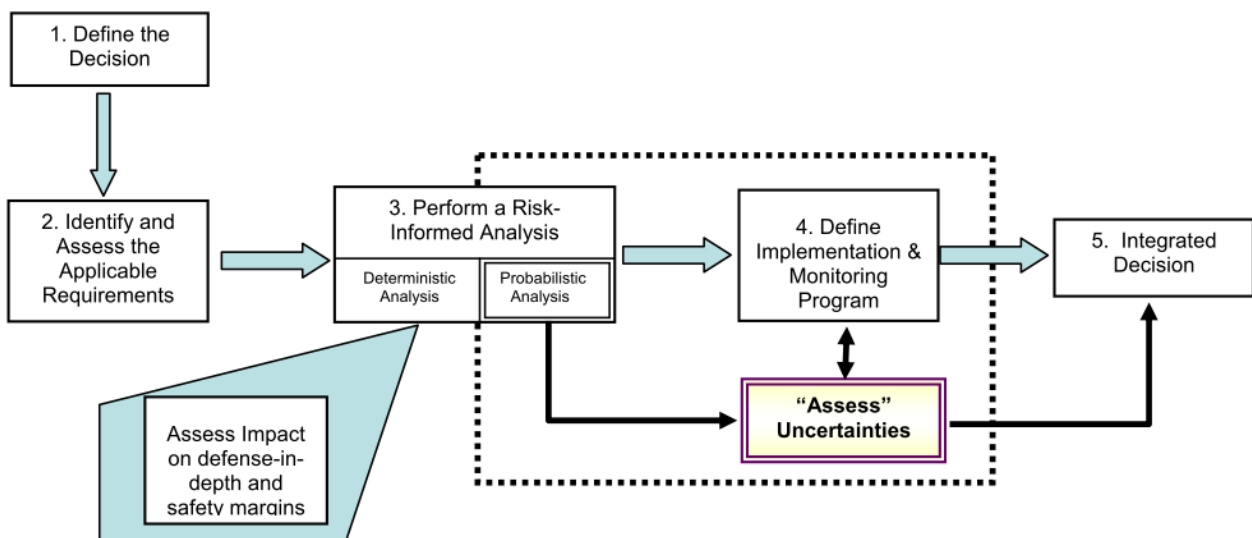 1. Define the
Decision
2. Identify and
Assess the
Applicable
Requirements
3. Perform a Risk-
Informed Analysis
Deterministic
Analysis
Probabilistic
Analysis
4. Define
Implementation &
Monitoring
Program
5. Integrated
Decision
“Assess”
Uncertainties
Assess Impact
on defense-in-
depth and
safety margins